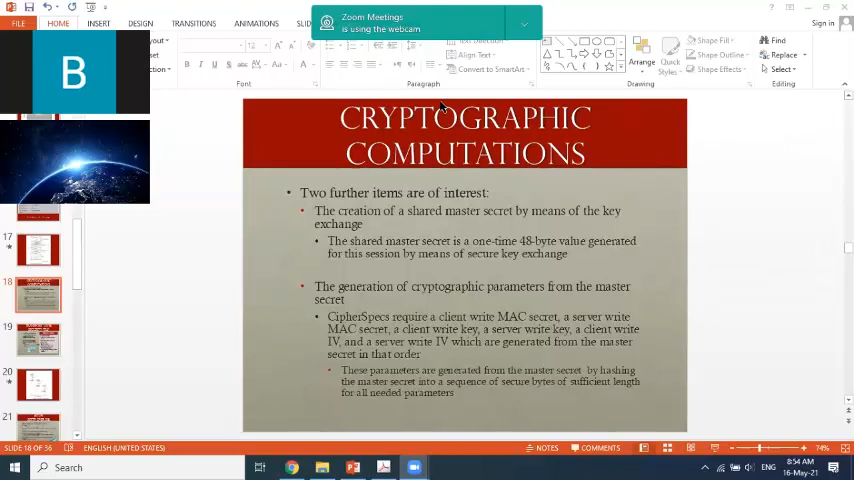 Zoom Meetings
is using the webcam
Sign in
FILE HOME INSERT DESIGN TRANSITIONS ANIMATIONS
Text Direction
Align Text
Convert to SmartArt
Arrange
Quick
Styles
Shape Fill
Shape Outline
Shape Effects
Find
Replace
Select
Font
Paragraph
Drawing
Editing
B
CRYPTOGRAPHIC
COMPUTATIONS
• Two further items are of interest:
• The creation of a shared master secret by means of the key
exchange
• The shared master secret is a one-time 48-byte value generated
for this session by means of secure key exchange
• The generation of cryptographic parameters from the master
secret
• CipherSpecs require a client write MAC secret, a server write
MAC secret, a client write key, a server write key, a client write
IV, and a server write IV which are generated from the master
secret in that order
• These parameters are generated from the master secret by hashing
the master secret into a sequence of secure bytes of sufficient length
for all needed parameters
17
18
19
20
21
SLIDE 18 OF 36 ENGLISH (UNITED STATES) NOTES COMMENTS 74%
Search
ENG
8:54 AM
16-May-21